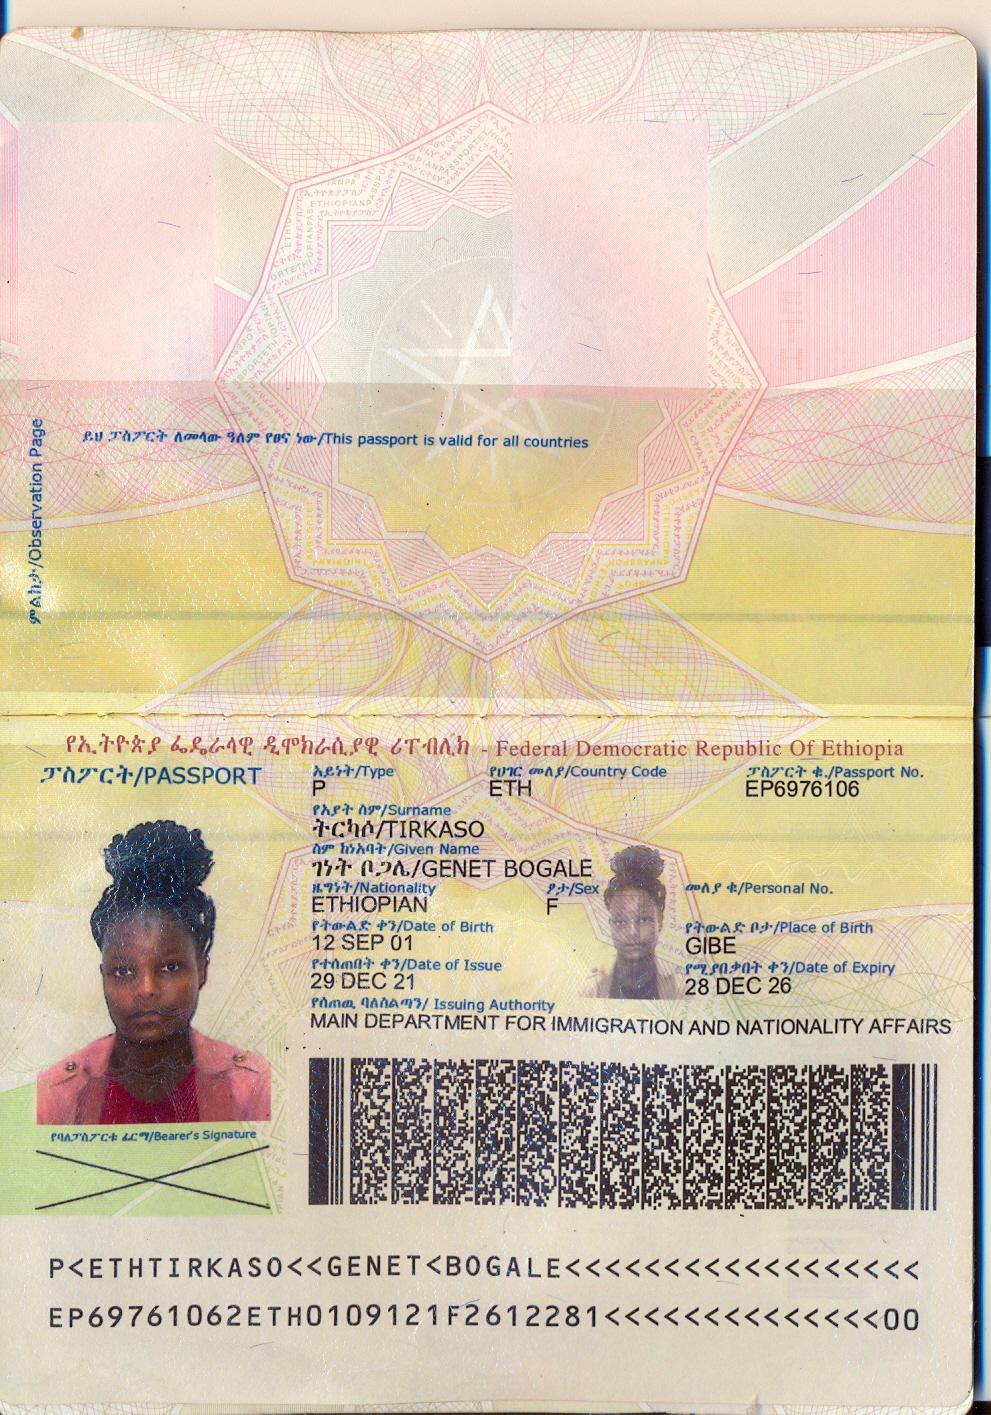 ይህ ፓስፖርት ለመላው ዓለም የፀና ነው/This passport is valid for all countries
ምልከታ/Observation Page
የኢትዮጵያ ፌዴራላዊ ዲሞክራሲያዊ ሪፐብሊክ - Federal Democratic Republic Of Ethiopia
ፓስፖርት/PASSPORT
አይነት/Type
የሀገር መለያ/Country Code
ፓስፖርት ቁ./Passport No.
P
ETH
EP6976106
የአያት ስም/Surname
ትርካሶ/TIRKASO
ስም ከነአባት/Given Name
ገነት ቦጋሌ/GENET BOGALE
ዜግነት/Nationality
ፆታ/Sex
መለያ ቁ/Personal No.
ETHIOPIAN
F
የትውልድ ቀን/Date of Birth
የትውልድ ቦታ/Place of Birth
12 SEP 01
GIBE
የተሰጠበት ቀን/Date of Issue
የሚያበቃበት ቀን/Date of Expiry
29 DEC 21
28 DEC 26
የሰጠዉ ባለስልጣን/ Issuing Authority
MAIN DEPARTMENT FOR IMMIGRATION AND NATIONALITY AFFAIRS
የባለፓስፖርቱ ፊርማ/Bearer's Signature
P<ETHTIRKASO<<GENET<BOGALE<<<<<<<<<<<<<<<<<<
EP69761062ETH0109121F2612281<<<<<<<<<<<<<<00